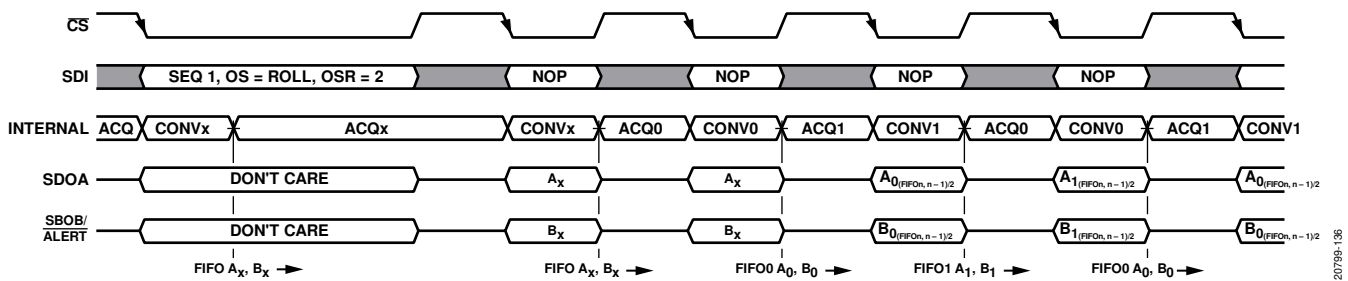 CS
SDI SEQ 1, OS = ROLL, OSR = 2 NOP NOP NOP NOP
INTERNAL ACQ CONVx ACQx CONVx ACQ0 CONV0 ACQ1 CONV1 ACQ0 CONV0 ACQ1 CONV1
SDOA DON'T CARE Ax Ax A0(FIFOn, n – 1)/2 A1(FIFOn, n – 1)/2 A0(FIFOn, n – 1)/2
SBOB/
ALERT DON'T CARE Bx Bx B0(FIFOn, n – 1)/2 B1(FIFOn, n – 1)/2 B0(FIFOn, n – 1)/2
FIFO Ax, Bx FIFO Ax, Bx FIFO0 A0, B0 FIFO1 A1, B1 FIFO0 A0, B0
20799-136